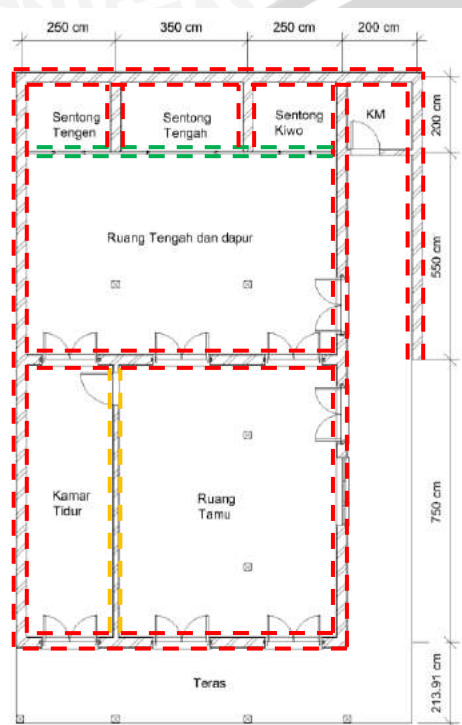 250 cm
350 cm
250 cm
200 cm
Sentong
Tengen
Sentong
Tengah
Sentong
Kiwo
KM
200 cm
Ruang Tengah dan dapur
550 cm
Kamar
Tidur
Ruang
Tamu
750 cm
Teras
213.91 cm